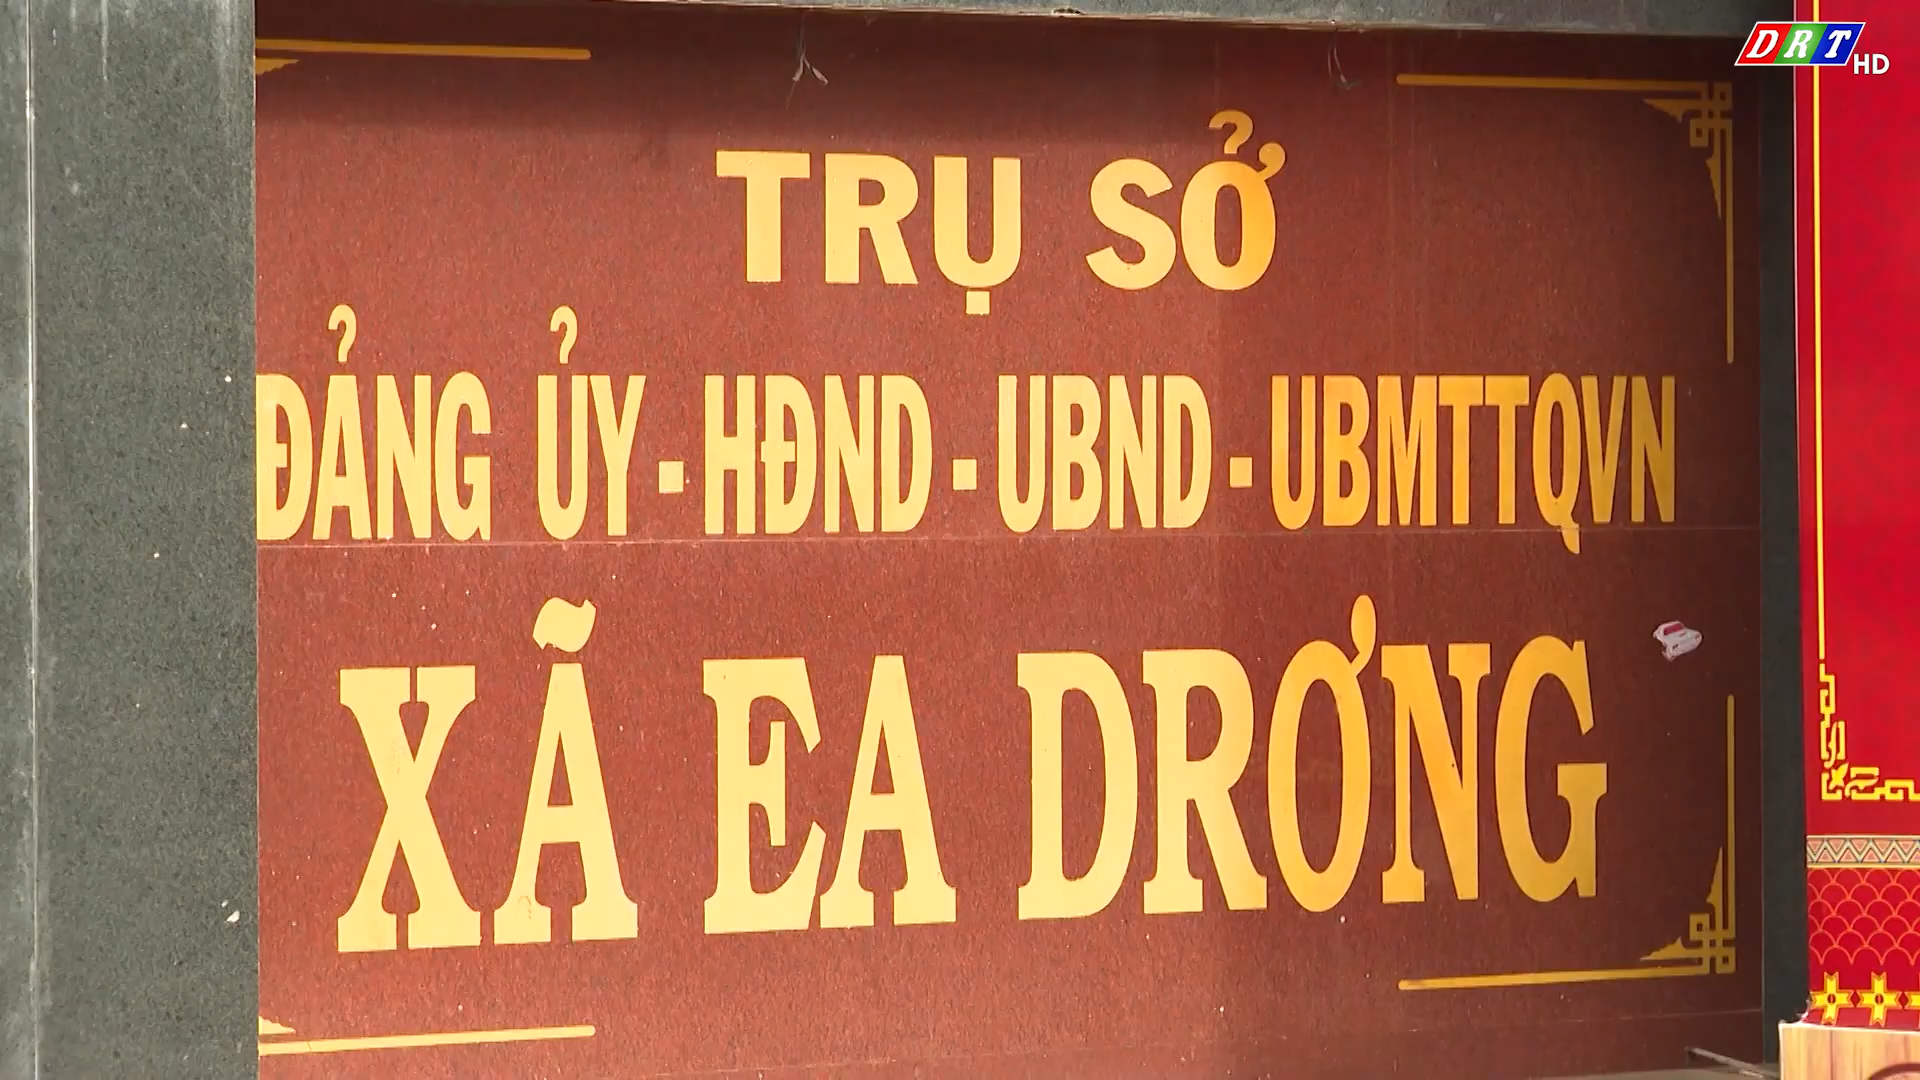 DRT HD
TRỤ SỞ
ĐẢNG ỦY - HĐND - UBND - UBMTTQVN
XÃ EA DRƠNG